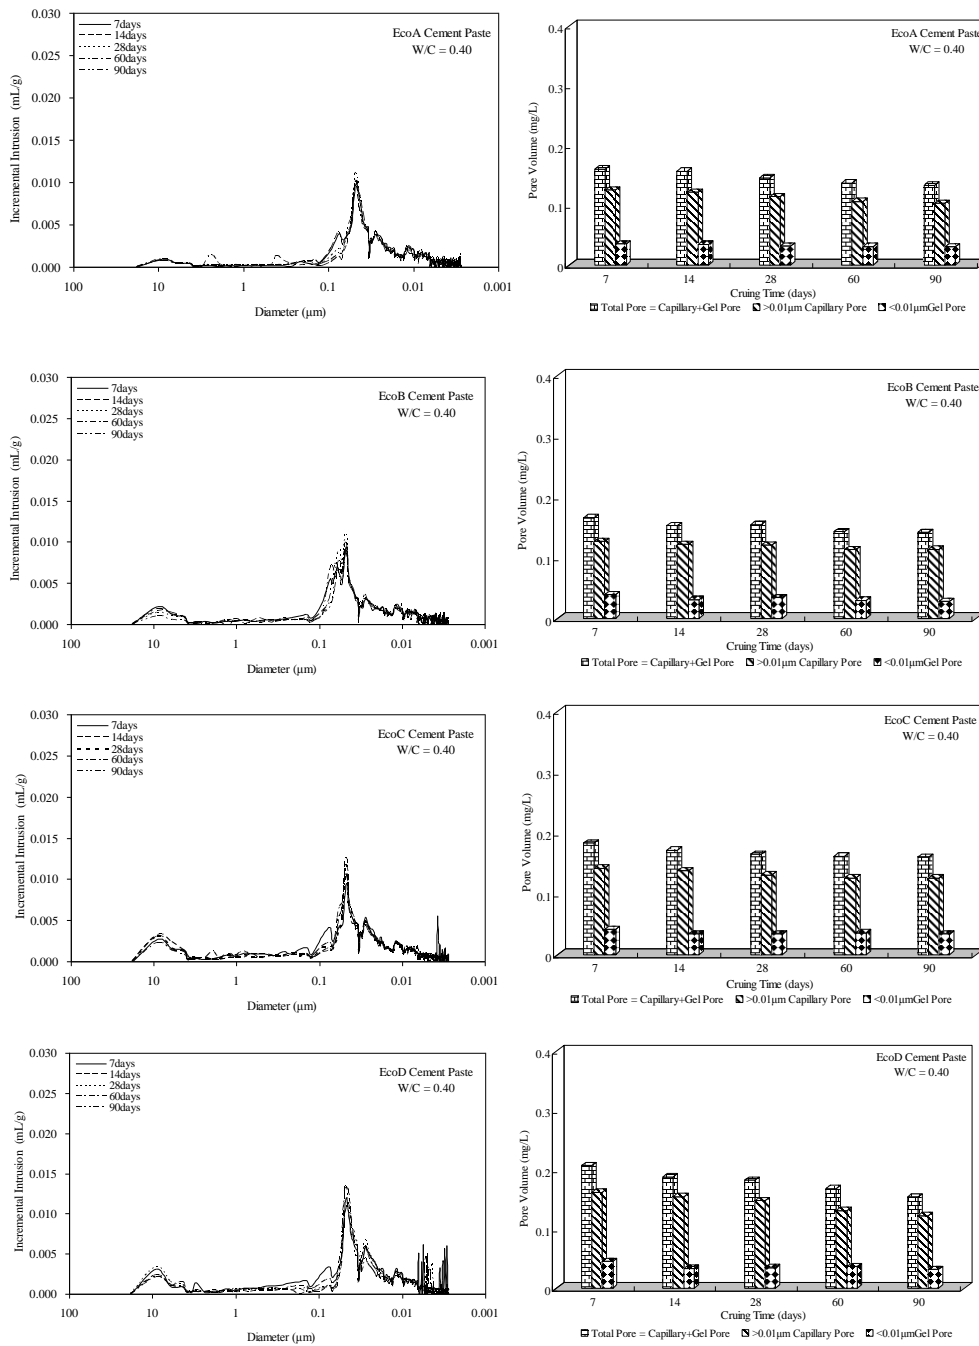 0.030
0.025
0.020
0.015
0.010
0.005
0.000
Incremental Intrusion (mL/g)
7days
14days
28days
60days
90days
EcoA Cement Paste
W/C = 0.40
100 10 1 0.1 0.01 0.001
Diameter (μm)
0.4
0.3
0.2
0.1
0
Pore Volume (mg/L)
EcoA Cement Paste
W/C = 0.40
7 14 28 60 90
Cruing Time (days)
Total Pore = Capillary+Gel Pore >0.01μm Capillary Pore <0.01μmGel Pore
0.030
0.025
0.020
0.015
0.010
0.005
0.000
Incremental Intrusion (mL/g)
7days
14days
28days
60days
90days
EcoB Cement Paste
W/C = 0.40
100 10 1 0.1 0.01 0.001
Diameter (μm)
0.4
0.3
0.2
0.1
0
Pore Volume (mg/L)
EcoB Cement Paste
W/C = 0.40
7 14 28 60 90
Cruing Time (days)
Total Pore = Capillary+Gel Pore >0.01μm Capillary Pore <0.01μmGel Pore
0.030
0.025
0.020
0.015
0.010
0.005
0.000
Incremental Intrusion (mL/g)
7days
14days
28days
60days
90days
EcoC Cement Paste
W/C = 0.40
100 10 1 0.1 0.01 0.001
Diameter (μm)
0.4
0.3
0.2
0.1
0
Pore Volume (mg/L)
EcoC Cement Paste
W/C = 0.40
7 14 28 60 90
Cruing Time (days)
Total Pore = Capillary+Gel Pore >0.01μm Capillary Pore <0.01μmGel Pore
0.030
0.025
0.020
0.015
0.010
0.005
0.000
Incremental Intrusion (mL/g)
7days
14days
28days
60days
90days
EcoD Cement Paste
W/C = 0.40
100 10 1 0.1 0.01 0.001
Diameter (μm)
0.4
0.3
0.2
0.1
0
Pore Volume (mg/L)
EcoD Cement Paste
W/C = 0.40
7 14 28 60 90
Cruing Time (days)
Total Pore = Capillary+Gel Pore >0.01μm Capillary Pore <0.01μmGel Pore